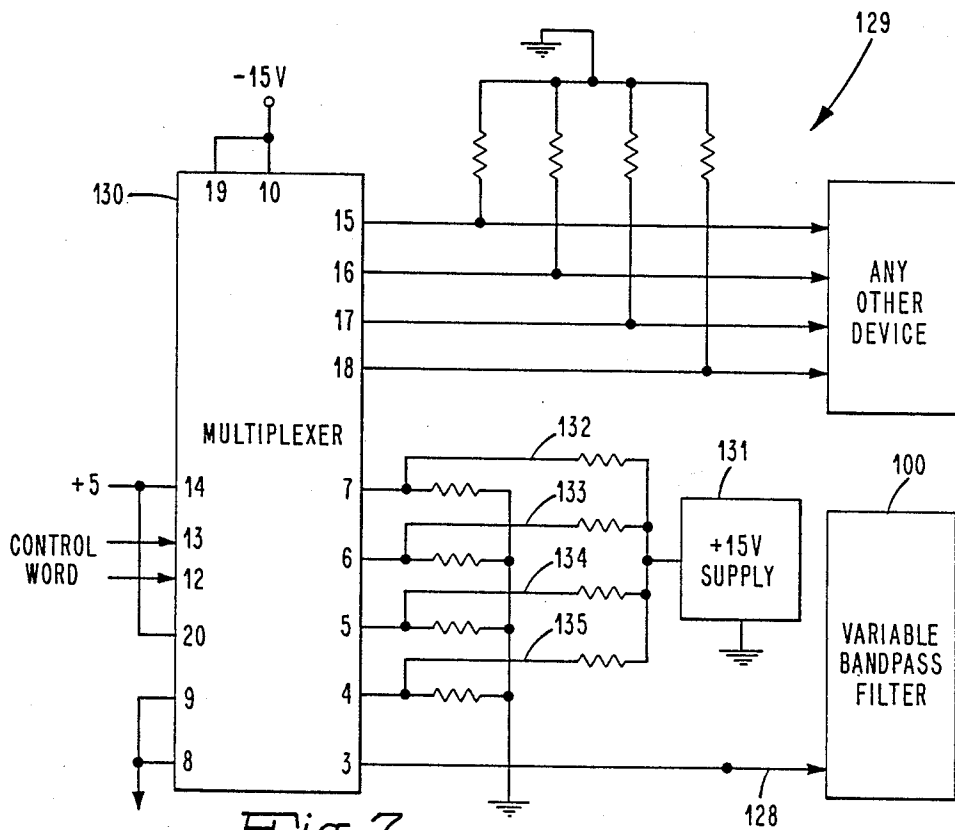 129
-15V
130
19 10
15
16
17
18
ANY
OTHER
DEVICE
MULTIPLEXER
132
131
100
+5
14
7
133
CONTROL
WORD
13
12
6
134
+15V
SUPPLY
20
5
135
VARIABLE
BANDPASS
FILTER
9
4
8
3
128